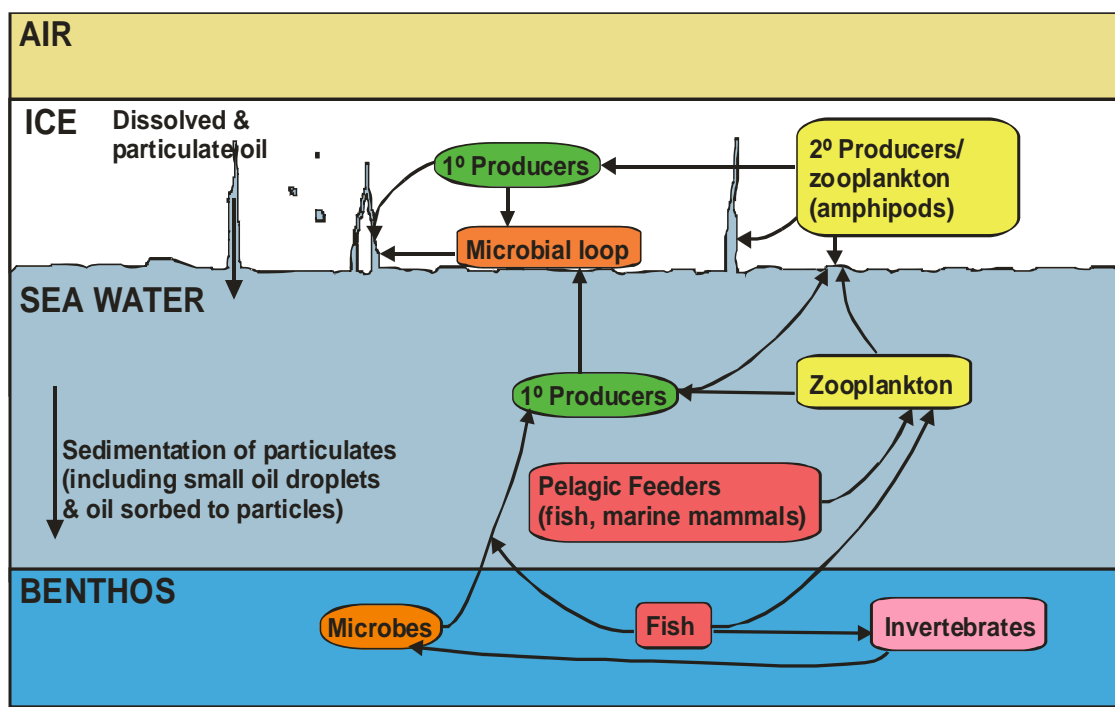 AIR
ICE
Dissolved &
particulate oil
1º Producers
2º Producers/
zooplankton
(amphipods)
Microbial loop
SEA WATER
1º Producers
Zooplankton
Sedimentation of particulates
(including small oil droplets
& oil sorbed to particles)
Pelagic Feeders
(fish, marine mammals)
BENTHOS
Microbes
Fish
Invertebrates